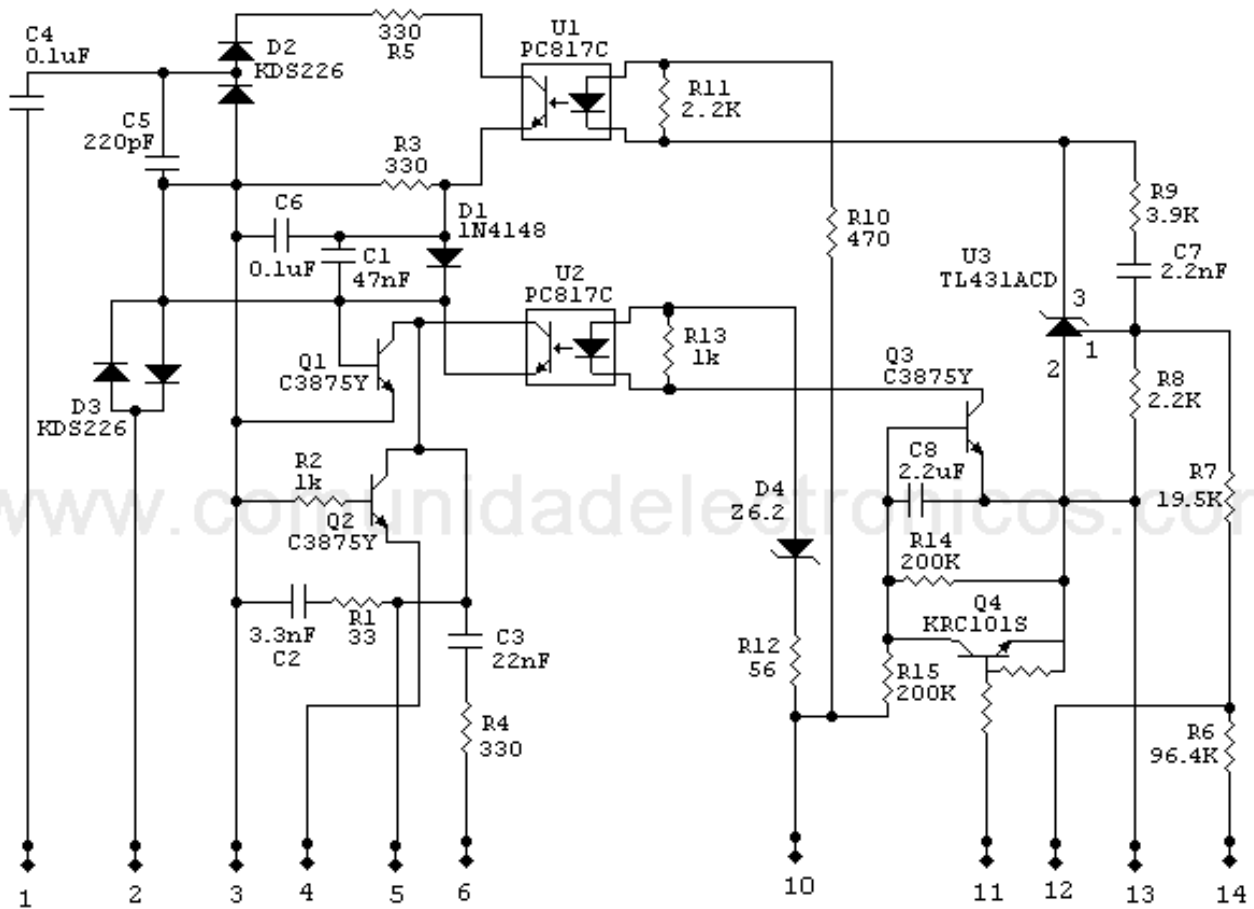 C4
0.1uF
D2
KDS226
330
R5
U1
PC817C
R11
2.2K
C5
220pF
R3
330
R9
3.9K
C6
0.1uF
D1
1N4148
C1
47nF
R10
470
U3
TL431ACD
C7
2.2nF
U2
PC817C
3
1
2
R13
1k
Q1
C3875Y
Q3
C3875Y
R8
2.2K
D3
KDS226
R2
1k
Q2
C3875Y
C8
2.2uF
D4
Z6.2
R7
19.5K
www.comunidadelectronicos.com
R14
200K
3.3nF
C2
R1
33
C3
22nF
Q4
KRC101S
R12
56
R15
200K
R4
330
R6
96.4K
1 2 3 4 5 6 10 11 12 13 14